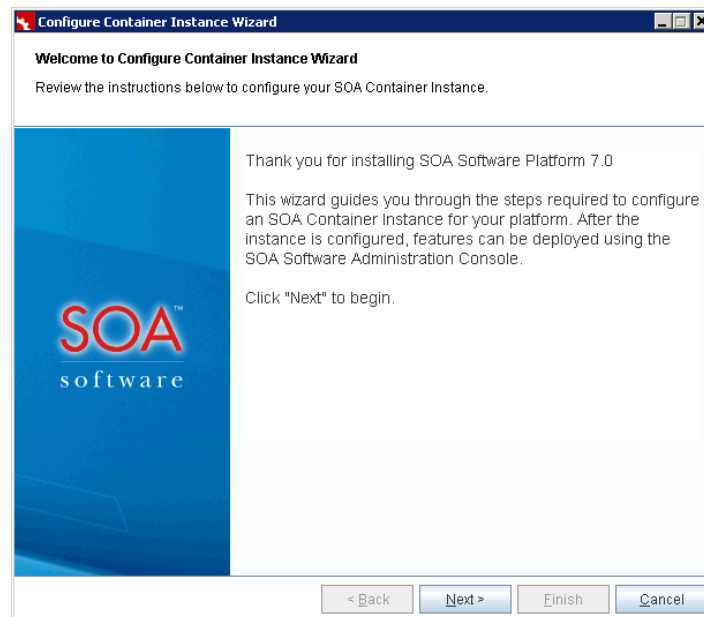 Configure Container Instance Wizard
Welcome to Configure Container Instance Wizard
Review the instructions below to configure your SOA Container Instance.
Thank you for installing SOA Software Platform 7.0
This wizard guides you through the steps required to configure
an SOA Container Instance for your platform. After the
instance is configured, features can be deployed using the
SOA Software Administration Console.
Click "Next" to begin.
SOA™
software
< Back
Next >
Finish
Cancel